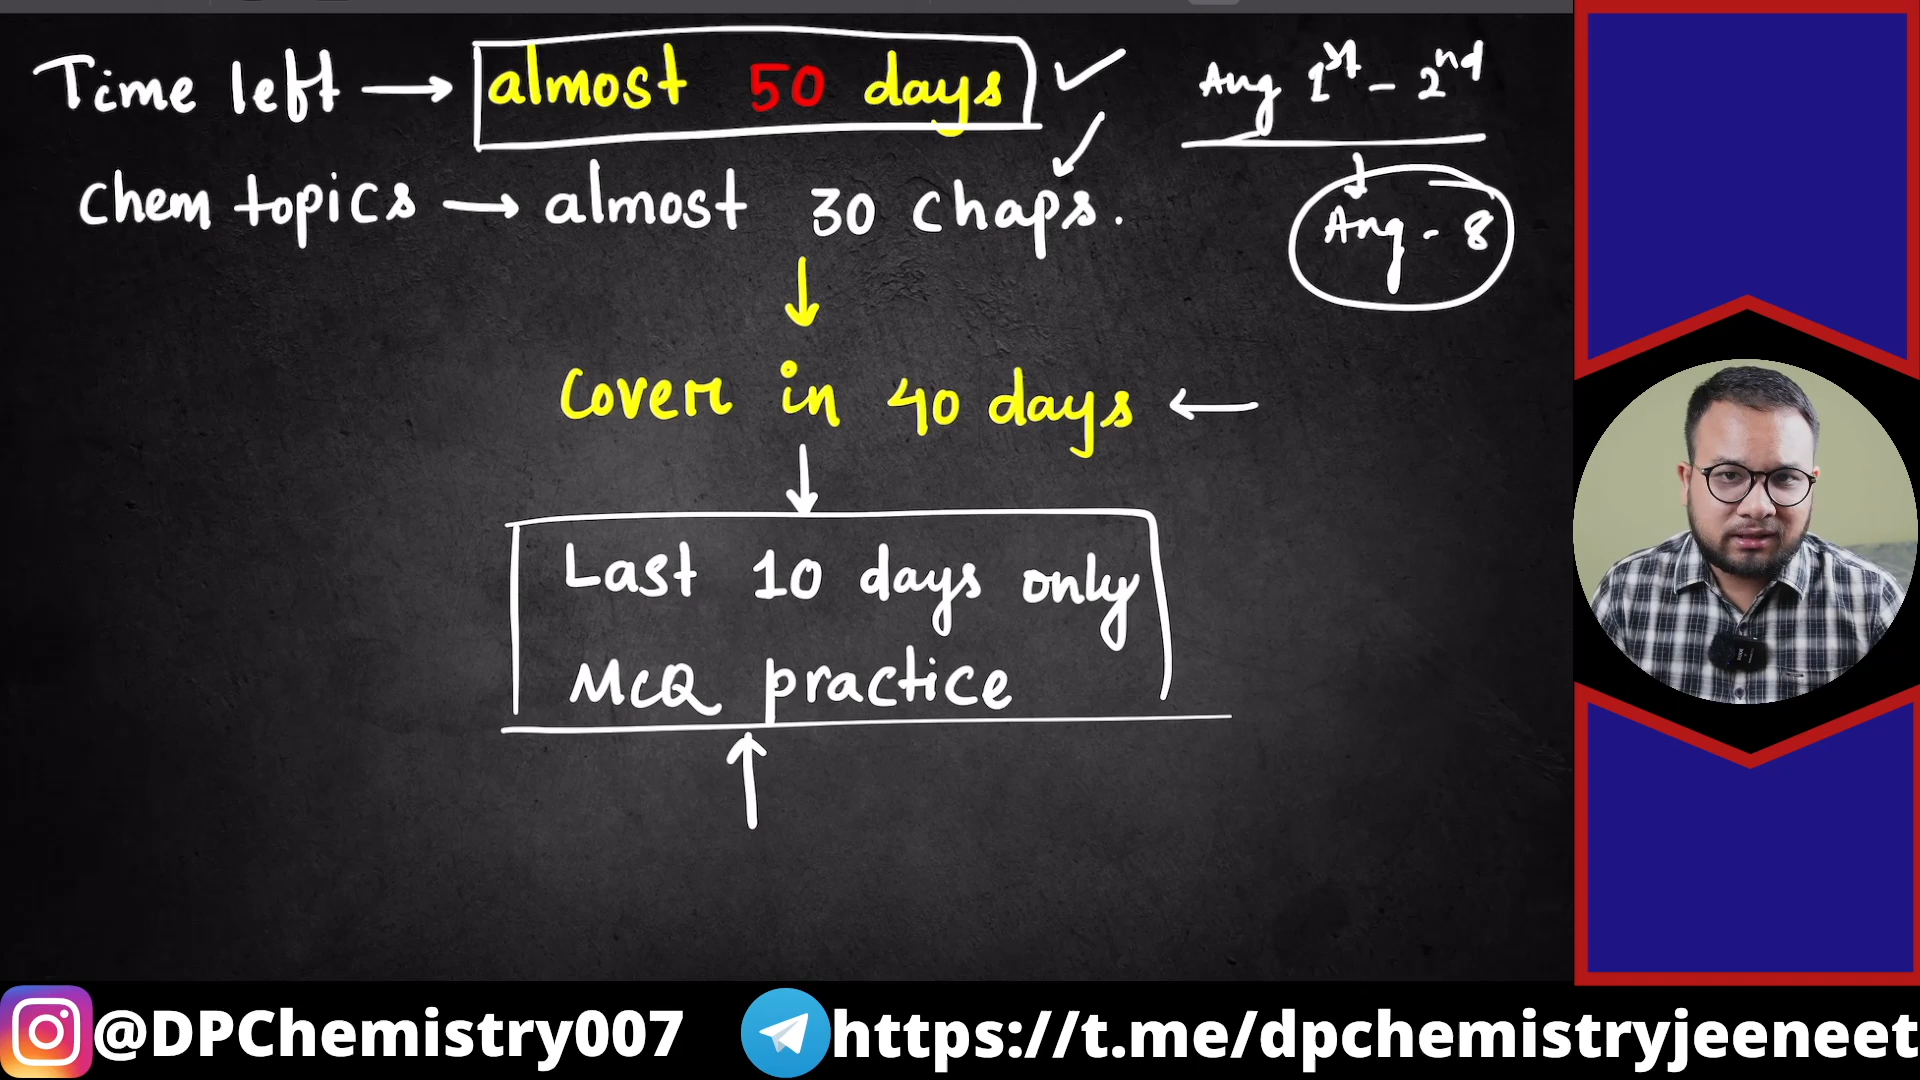 Time left → almost 50 days ✓
Aug 1st - 2nd
Chem topics → almost 30 chaps.
Aug - 8
Cover in 40 days ←
Last 10 days only
MCQ practice
@DPChemistry007 https://t.me/dpchemistryjeeneet